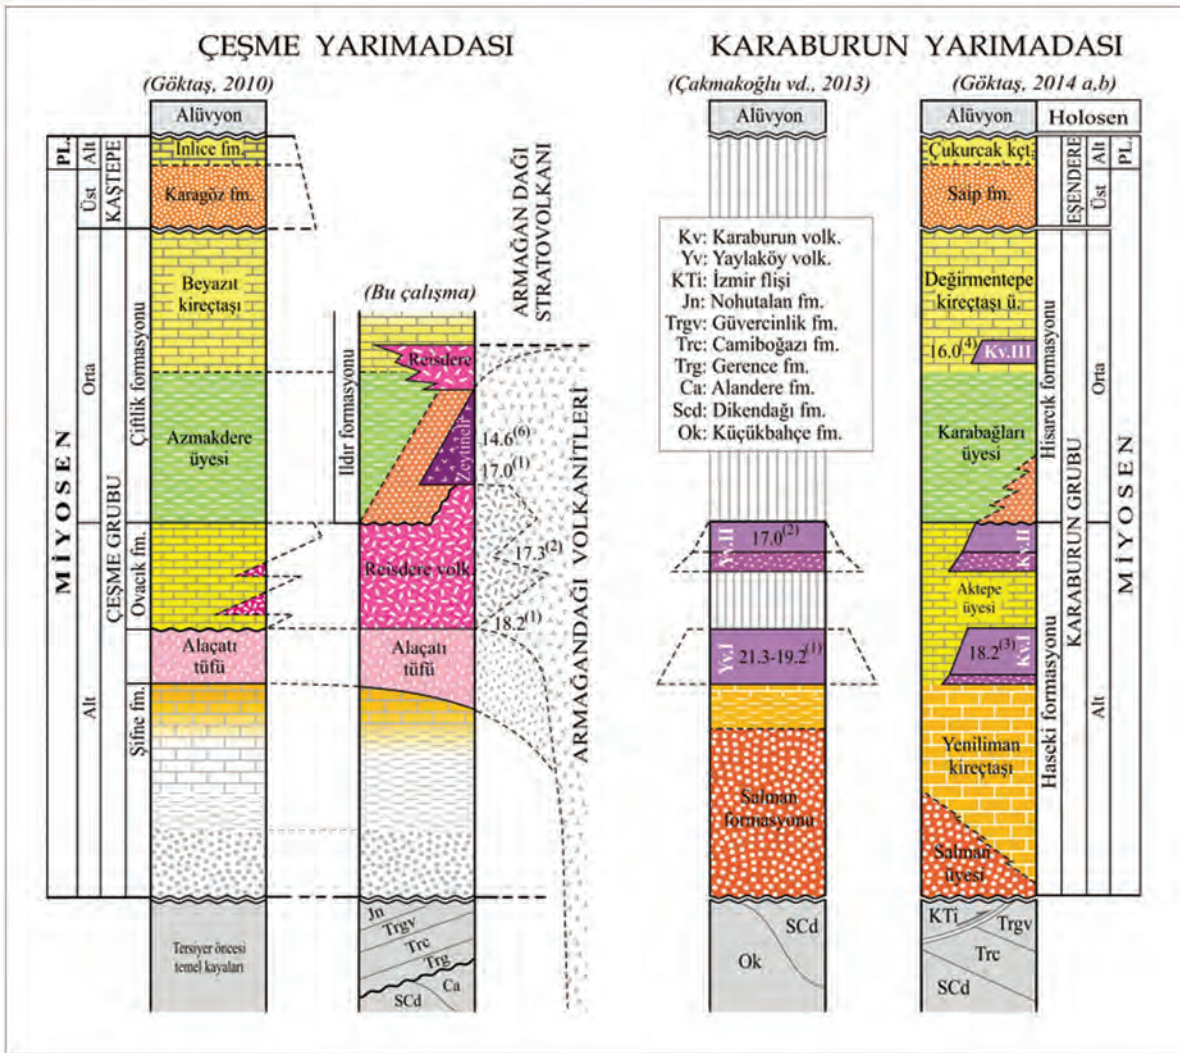 ÇEŞME YARIMADASI
KARABURUN YARIMADASI
(Göktaş, 2010)
(Çakmakoğlu vd., 2013)
(Göktaş, 2014 a,b)
Alüvyon
Alüvyon
Alüvyon
Holosen
PL.
Alt
Üst
KAŞTEPE
İnlice fm.
Karagöz fm.
Çukurcak kçt.
Saip fm.
EŞENDERE
Alt
Üst
PL.
ARMAĞAN DAĞI
STRATOVOLKANI
Kv: Karaburun volk.
Yv: Yaylaköy volk.
KTi: İzmir flişi
Jn: Nohutalan fm.
Trgv: Güvercinlik fm.
Trc: Camiboğazı fm.
Trg: Gerence fm.
Ca: Alandere fm.
Scd: Dikendağı fm.
Ok: Küçükbahçe fm.
MİYOSEN
Orta
Alt
ÇEŞME GRUBU
Çiftlik formasyonu
Ovacık fm.
Şifne fm.
Beyazıt
kireçtaşı
Azmakdere
üyesi
Alaçatı
tüfü
Tersiyer öncesi
temel kayaları
(Bu çalışma)
Ildır formasyonu
Reisdere
Zeytineli
14.6(6)
17.0(1)
17.3(2)
18.2(1)
Reisdere volk.
Alaçatı
tüfü
Jn
Trgv
Trc
Trg
Ca
SCd
ARMAĞANDAĞI VOLKANİTLERİ
Yv.II
17.0(2)
Yv.I
21.3-19.2(1)
Salman
formasyonu
SCd
Ok
Değirmentepe
kireçtaşı ü.
16.0(4)
Kv.III
Karabağları
üyesi
Kv.II
Aktepe
üyesi
18.2(3)
Kv.I
Yeniliman
kireçtaşı
Salman
üyesi
KTi
Trgv
Trc
SCd
Hisarcık formasyonu
Haseki formasyonu
KARABURUN GRUBU
Orta
Alt
MİYOSEN